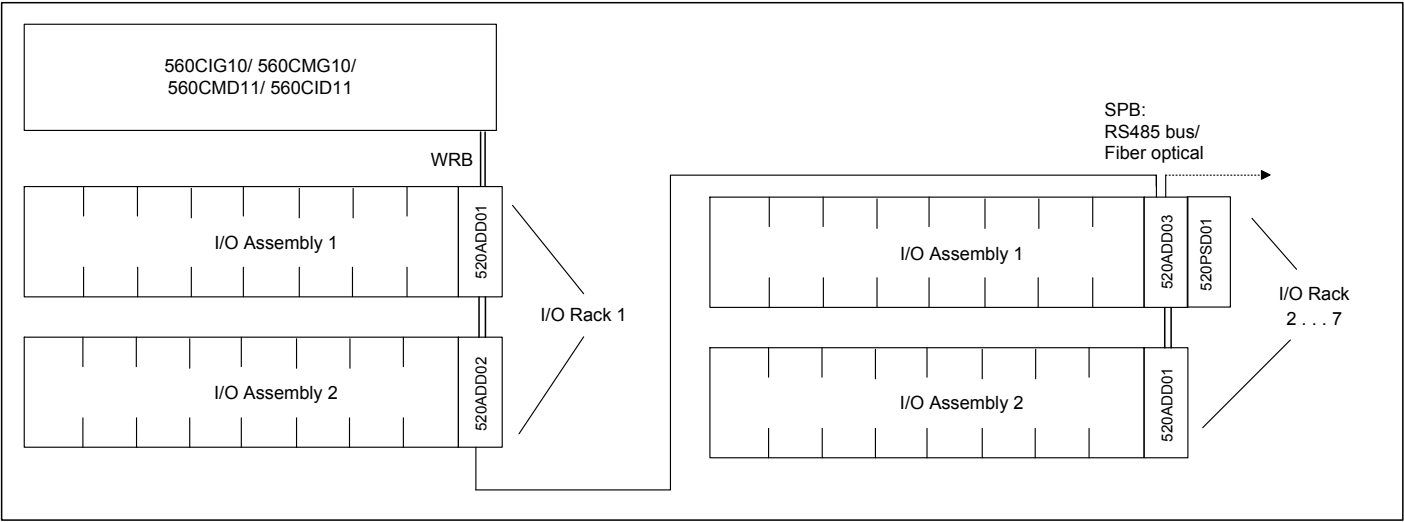 560CIG10/ 560CMG10/
560CMD11/ 560CID11
WRB
I/O Assembly 1
520ADD01
I/O Rack 1
I/O Assembly 2
520ADD02
SPB:
RS485 bus/
Fiber optical
I/O Assembly 1
520ADD03
520PSD01
I/O Rack
2 . . . 7
I/O Assembly 2
520ADD01